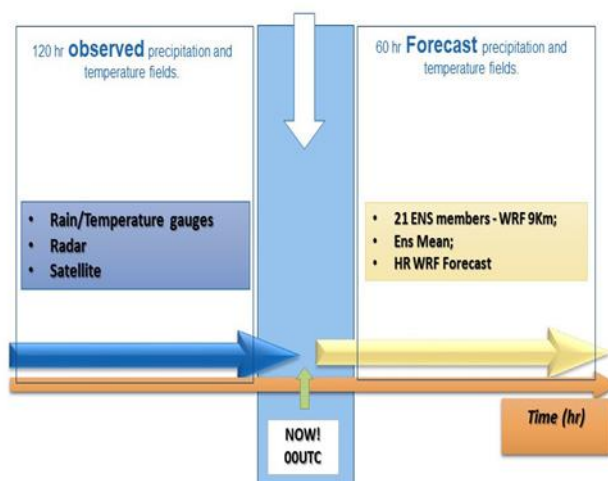 120 hr observed precipitation and
temperature fields.
60 hr Forecast precipitation and
temperature fields.
• Rain/Temperature gauges
• Radar
• Satellite
• 21 ENS members - WRF 9Km;
• Ens Mean;
• HR WRF Forecast
Time (hr)
NOW!
00UTC